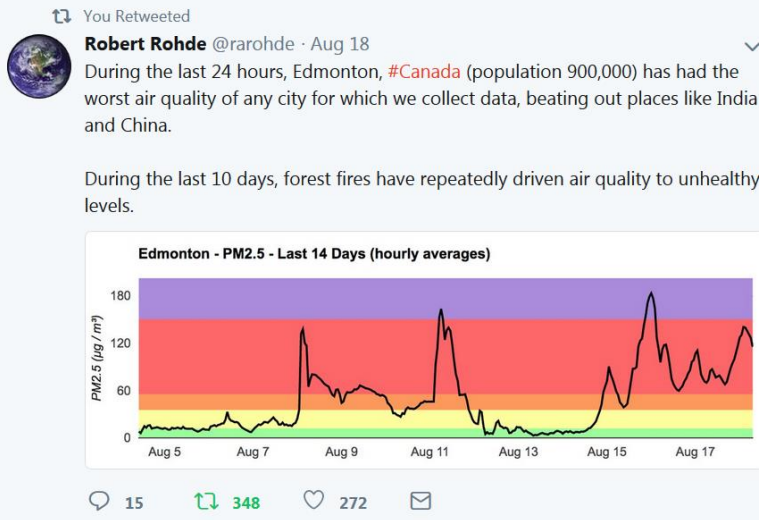 You Retweeted
Robert Rohde @rarohde · Aug 18
During the last 24 hours, Edmonton, #Canada (population 900,000) has had the
worst air quality of any city for which we collect data, beating out places like India
and China.
During the last 10 days, forest fires have repeatedly driven air quality to unhealthy
levels.
Edmonton - PM2.5 - Last 14 Days (hourly averages)
PM2.5 (µg / m³)
180
120
60
0
Aug 5 Aug 7 Aug 9 Aug 11 Aug 13 Aug 15 Aug 17
15 348 272